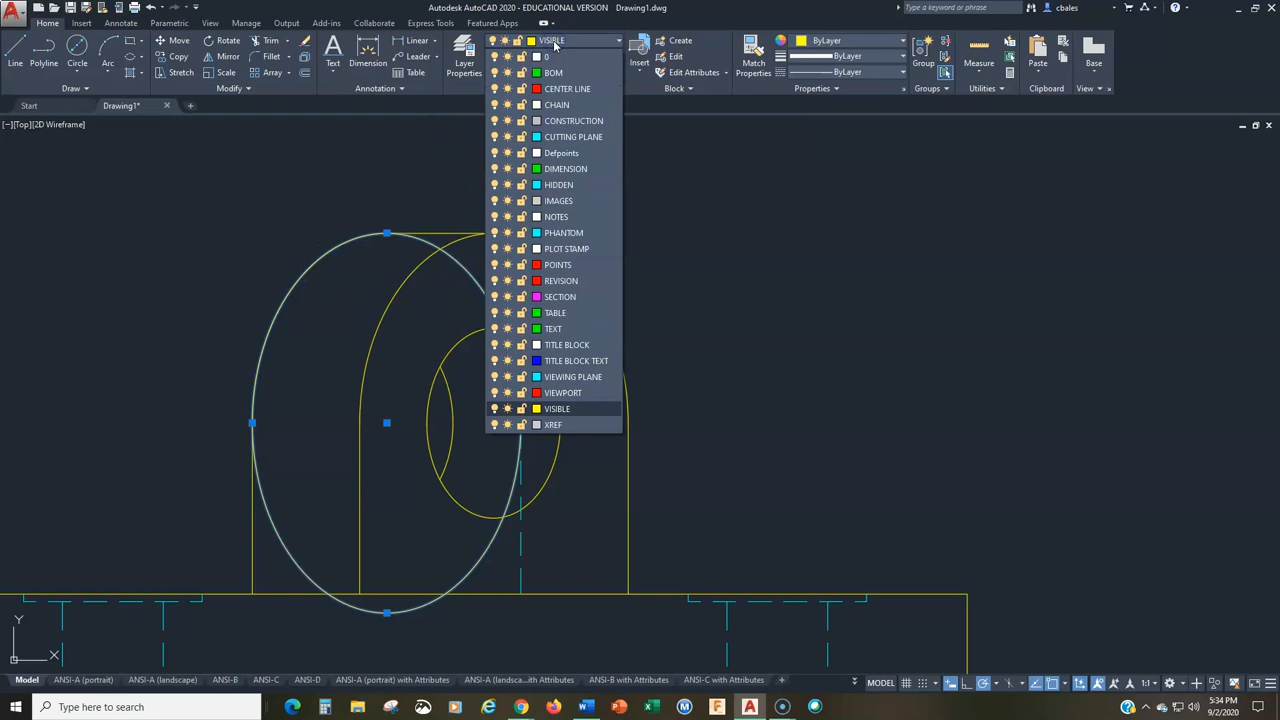 Autodesk AutoCAD 2020 - EDUCATIONAL VERSION Drawing1.dwg
Type a keyword or phrase
cbales
Home Insert Annotate Parametric View Manage Output Add-ins Collaborate Express Tools Featured Apps
Line Polyline Circle Arc
Move Rotate Trim
Copy Mirror Fillet
Stretch Scale Array
Text Dimension
Linear
Leader
Table
Layer Properties
VISIBLE
Insert
Create
Edit
Edit Attributes
Match Properties
ByLayer
ByLayer
ByLayer
Group
Paste
Base
Draw Modify Annotation Block Properties Groups Utilities Clipboard View
Start Drawing1*
[−][Top][2D Wireframe]
0
BOM
CENTER LINE
CHAIN
CONSTRUCTION
CUTTING PLANE
Defpoints
DIMENSION
HIDDEN
IMAGES
NOTES
PHANTOM
PLOT STAMP
POINTS
REVISION
SECTION
TABLE
TEXT
TITLE BLOCK
TITLE BLOCK TEXT
VIEWING PLANE
VIEWPORT
VISIBLE
XREF
Y
X
Model ANSI-A (portrait) ANSI-A (landscape) ANSI-B ANSI-C ANSI-D ANSI-A (portrait) with Attributes ANSI-A (landsca...ith Attributes ANSI-B with Attributes ANSI-C with Attributes
MODEL
1:1
Type here to search
5:34 PM
9/2/2020